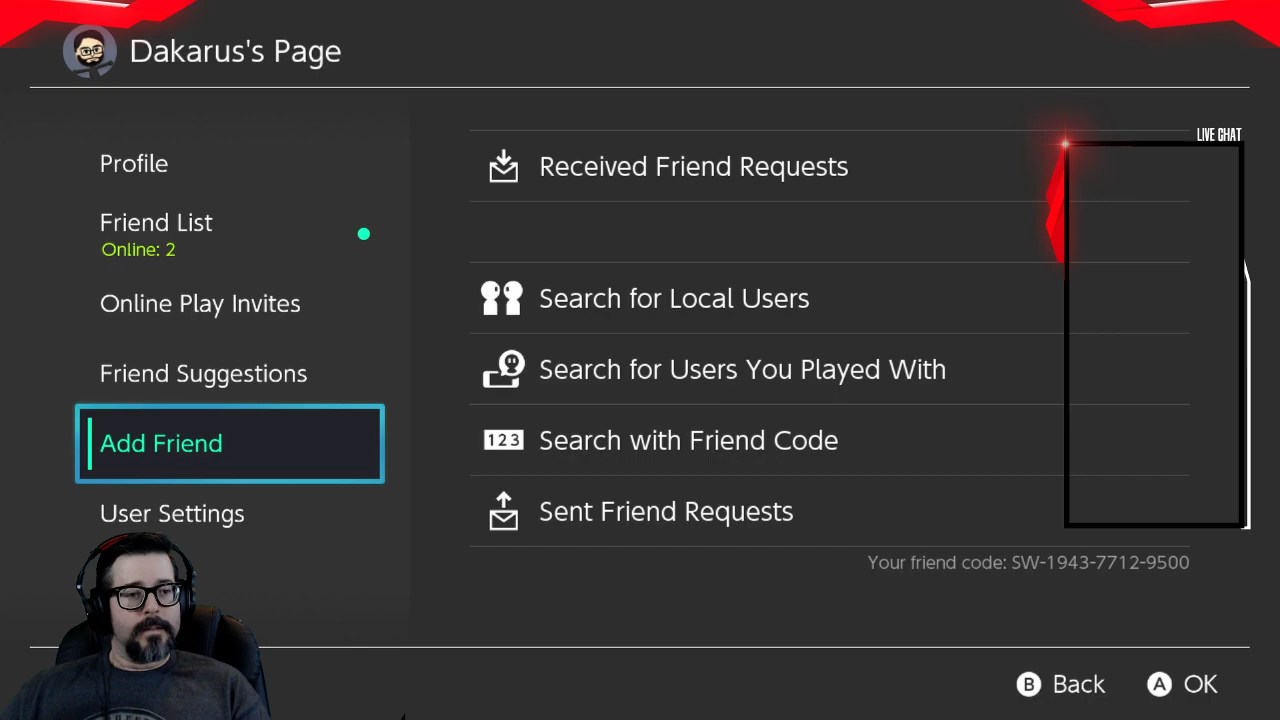 Dakarus's Page
LIVE CHAT
Profile
Friend List
Online: 2
Online Play Invites
Friend Suggestions
Add Friend
User Settings
Received Friend Requests
Search for Local Users
Search for Users You Played With
123 Search with Friend Code
Sent Friend Requests
Your friend code: SW-1943-7712-9500
B Back
A OK